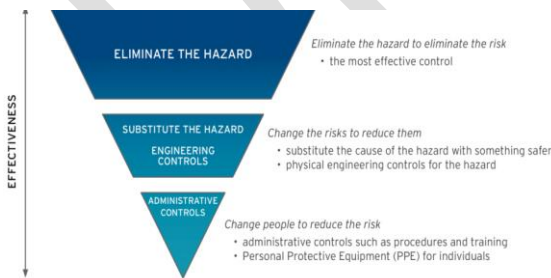 EFFECTIVENESS
ELIMINATE THE HAZARD
Eliminate the hazard to eliminate the risk
• the most effective control
SUBSTITUTE THE HAZARD
ENGINEERING
CONTROLS
Change the risks to reduce them
• substitute the cause of the hazard with something safer
• physical engineering controls for the hazard
ADMINISTRATIVE
CONTROLS
Change people to reduce the risk
• administrative controls such as procedures and training
• Personal Protective Equipment (PPE) for individuals